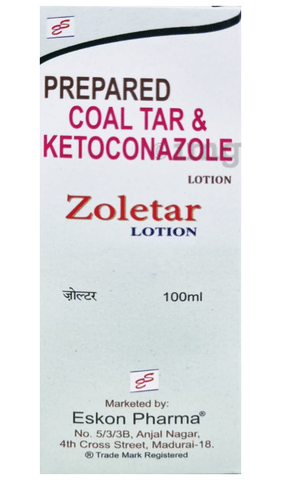 PREPARED
COAL TAR &
KETOCONAZOLE
LOTION
Zoletar
LOTION
ज़ोल्टर
100ml
Marketed by:
Eskon Pharma®
No. 5/3/3B, Anjal Nagar,
4th Cross Street, Madurai-18.
® Trade Mark Registered